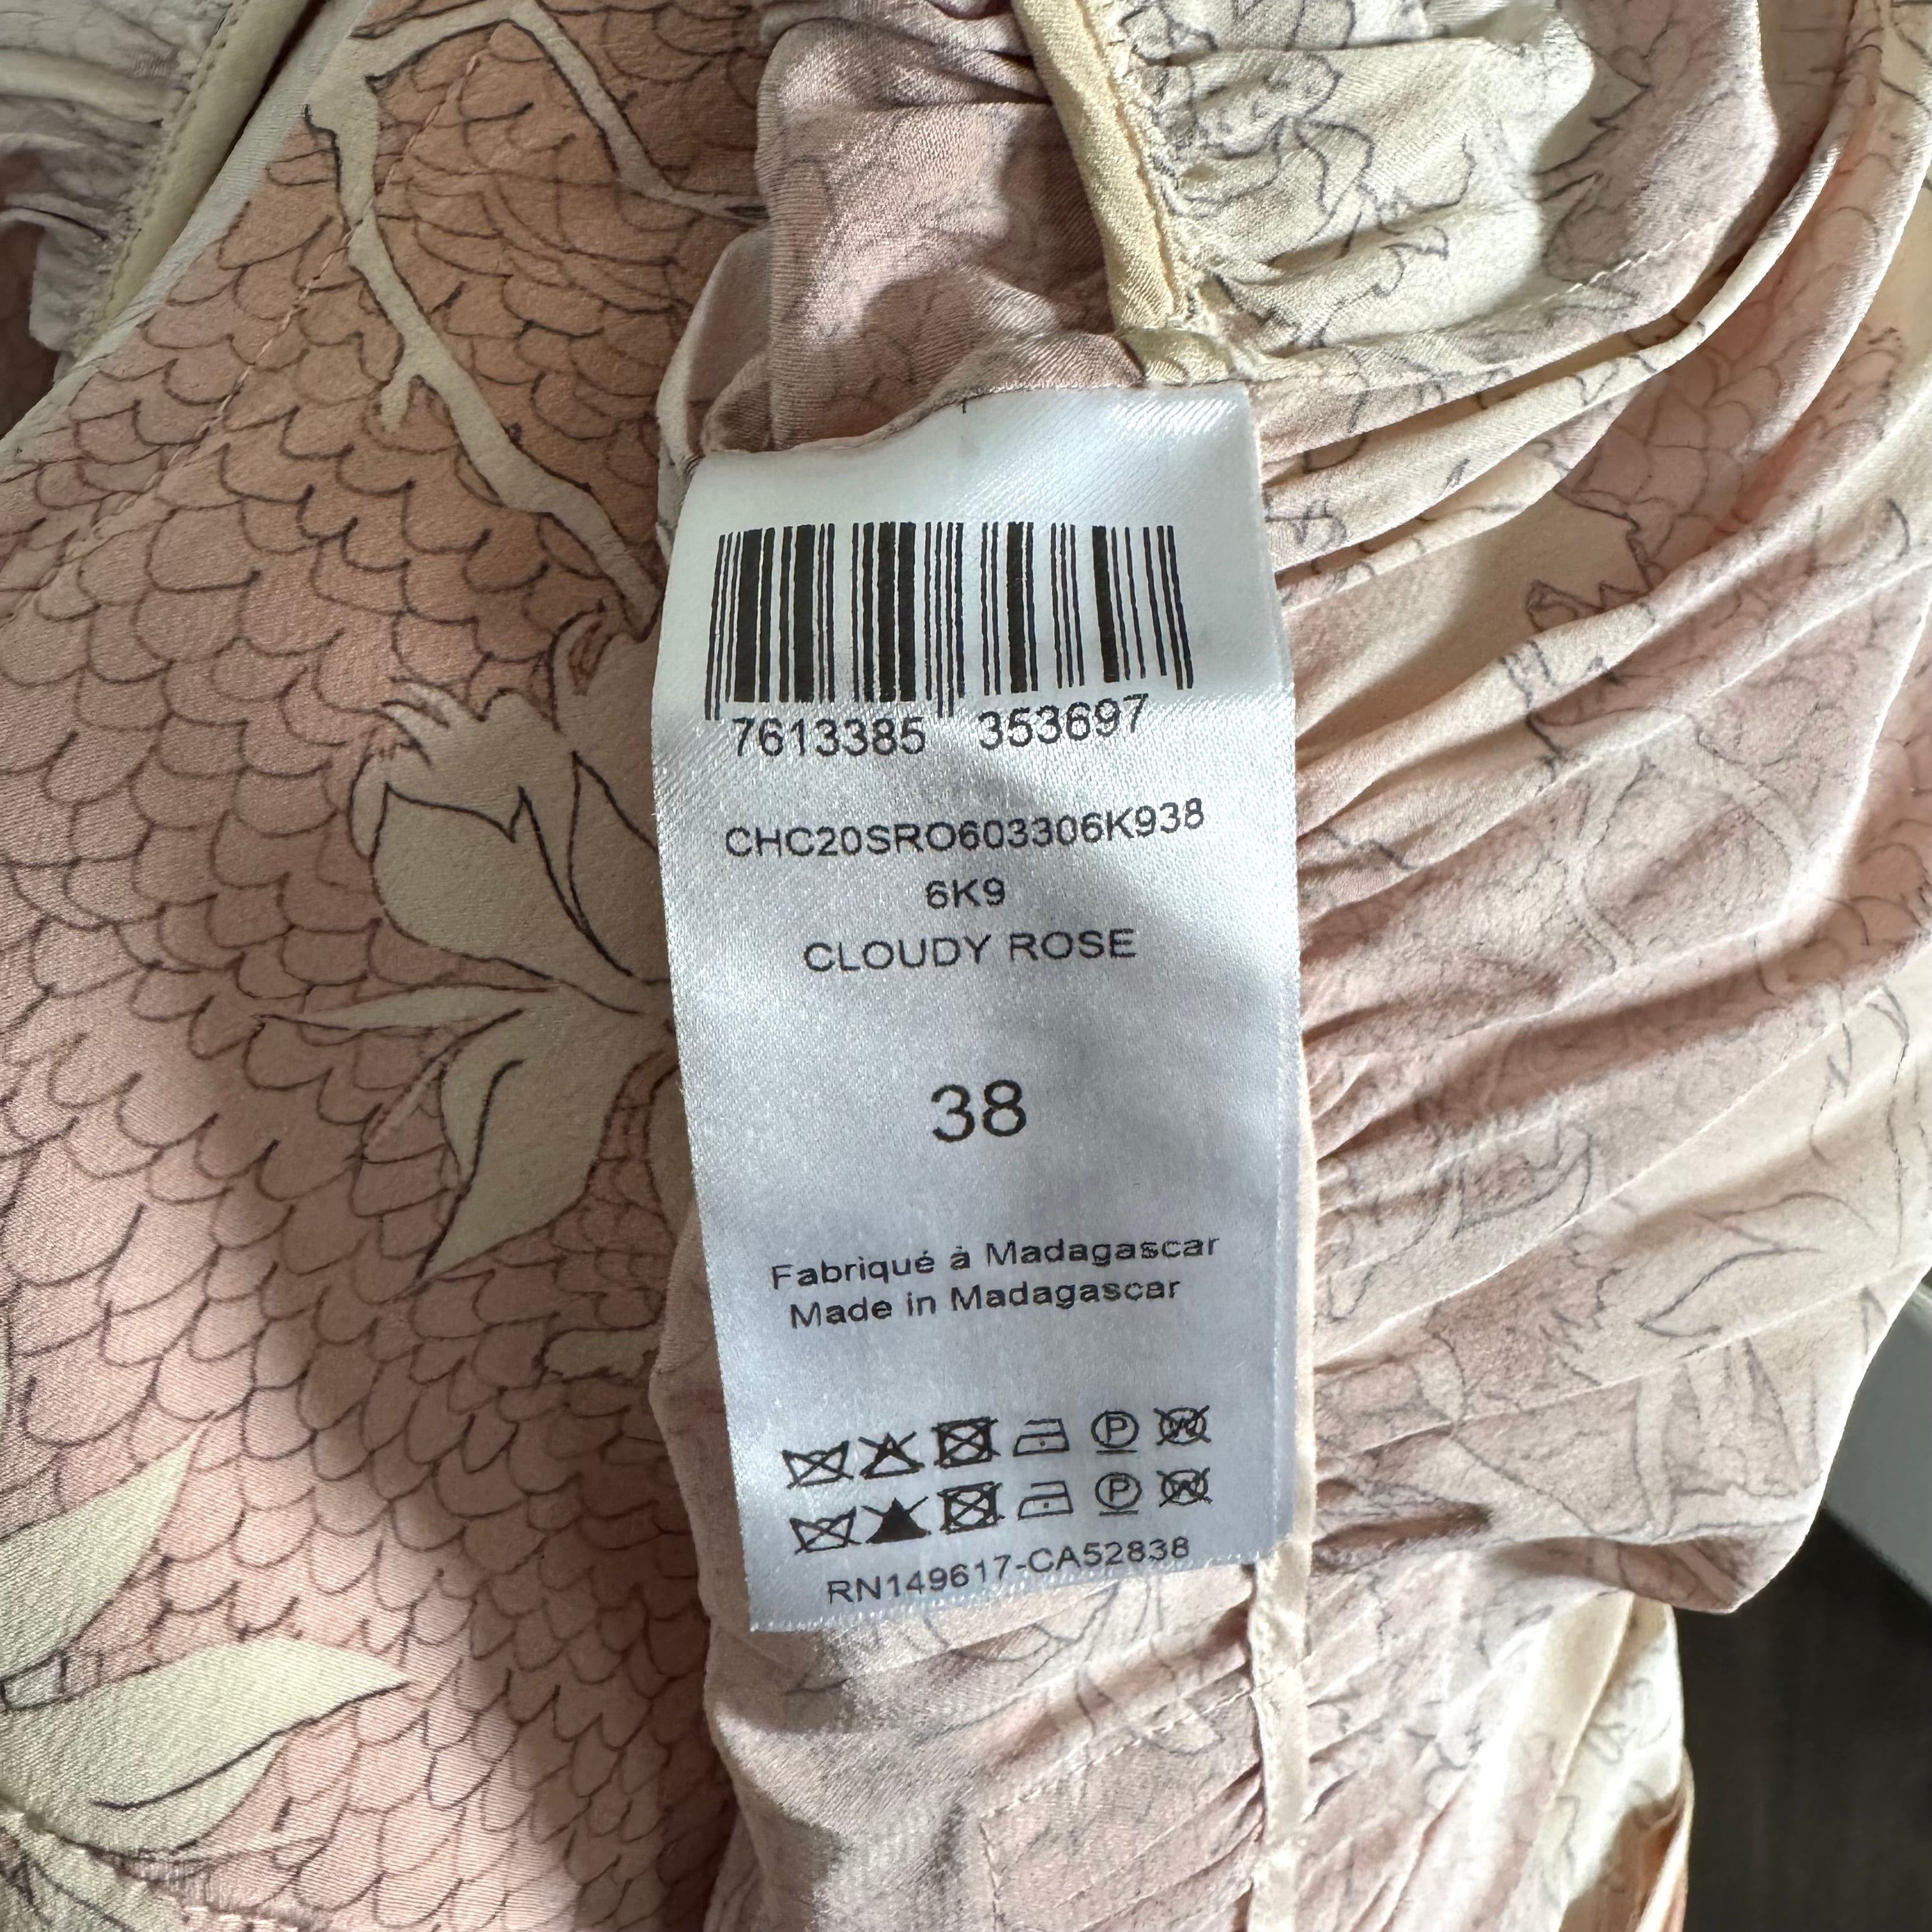 7613385 353697
CHC20SRO603306K938
6K9
CLOUDY ROSE
38
Fabriqué à Madagascar
Made in Madagascar
P W
P W
RN149617-CA52838